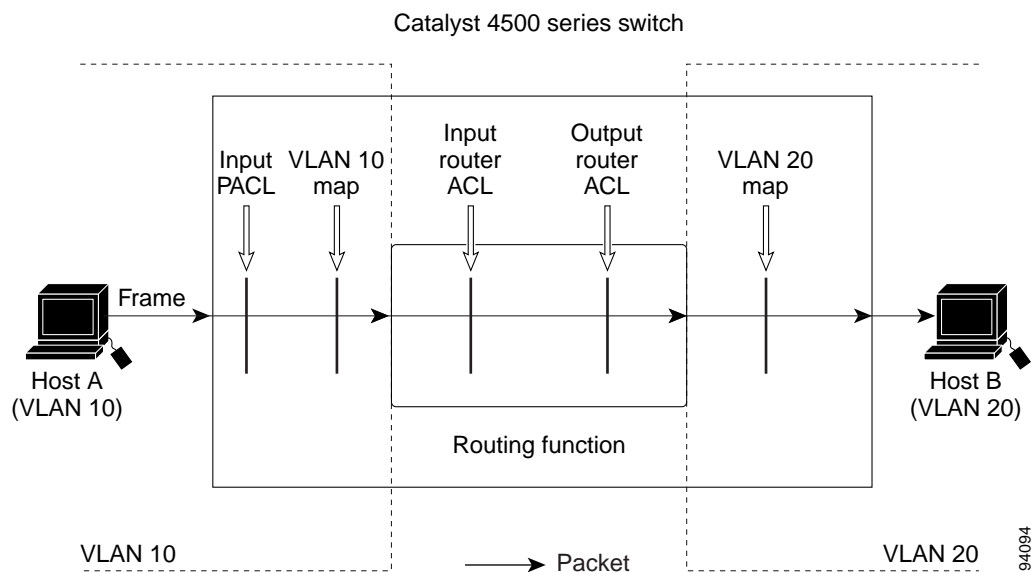 Catalyst 4500 series switch
Input
PACL
VLAN 10
map
Input
router
ACL
Output
router
ACL
VLAN 20
map
Frame
Host A
(VLAN 10)
Host B
(VLAN 20)
Routing function
VLAN 10
Packet
VLAN 20
94094